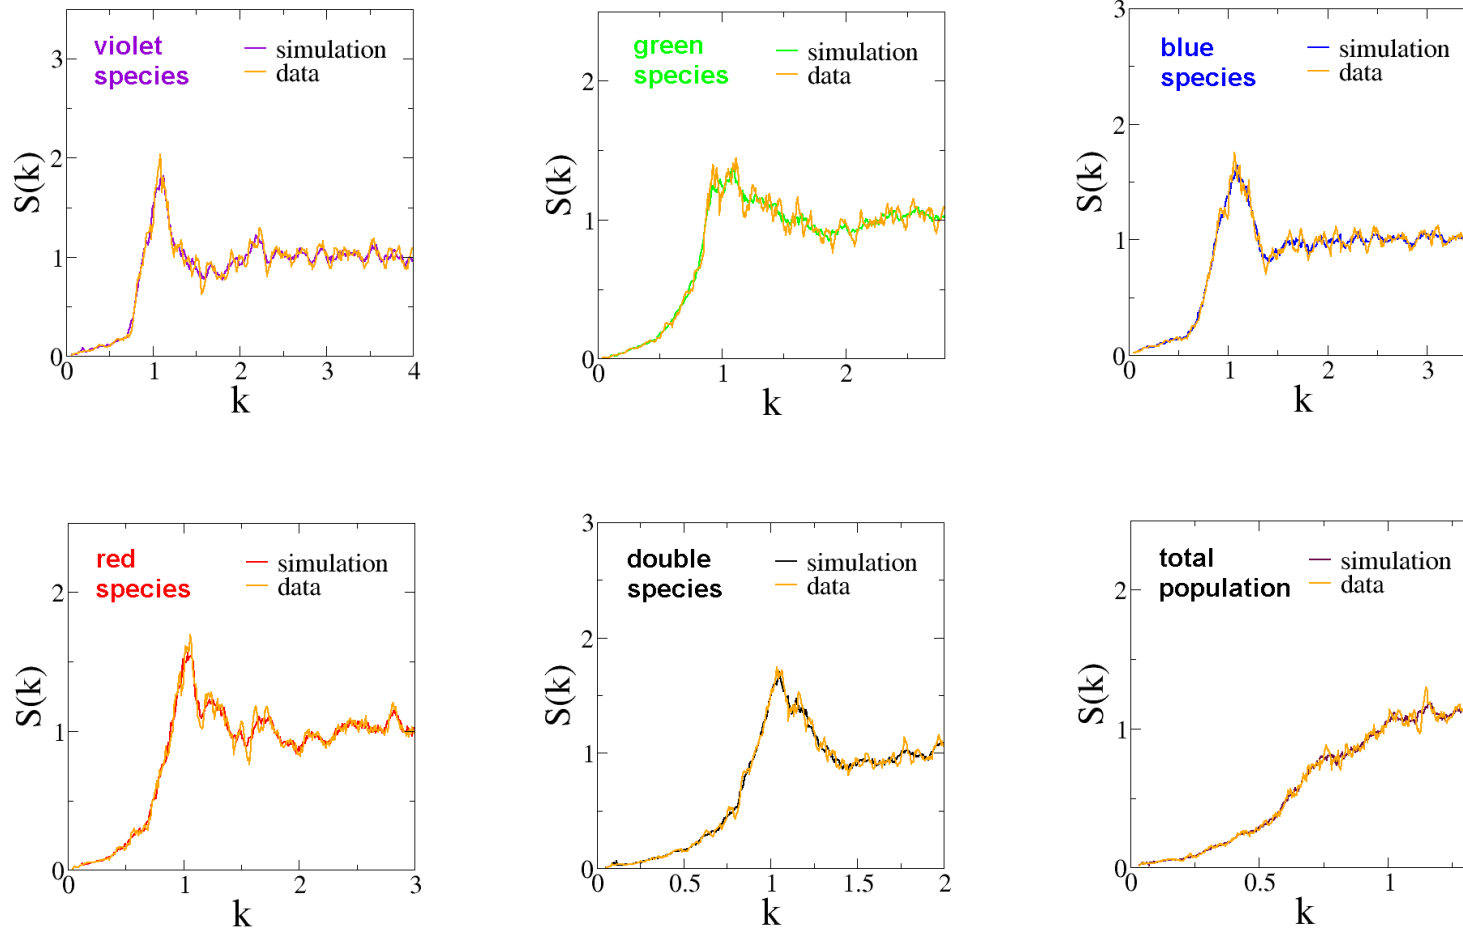 violet
species
simulation
data
3
2
1
0
S(k)
0
1
2
3
4
k
green
species
simulation
data
2
1
0
S(k)
0
1
2
k
blue
species
simulation
data
3
2
1
0
S(k)
0
1
2
3
k
red
species
simulation
data
2
1
0
S(k)
0
1
2
3
k
double
species
simulation
data
3
2
1
0
S(k)
0
0.5
1
1.5
2
k
total
population
simulation
data
2
1
0
S(k)
0
0.5
1
k